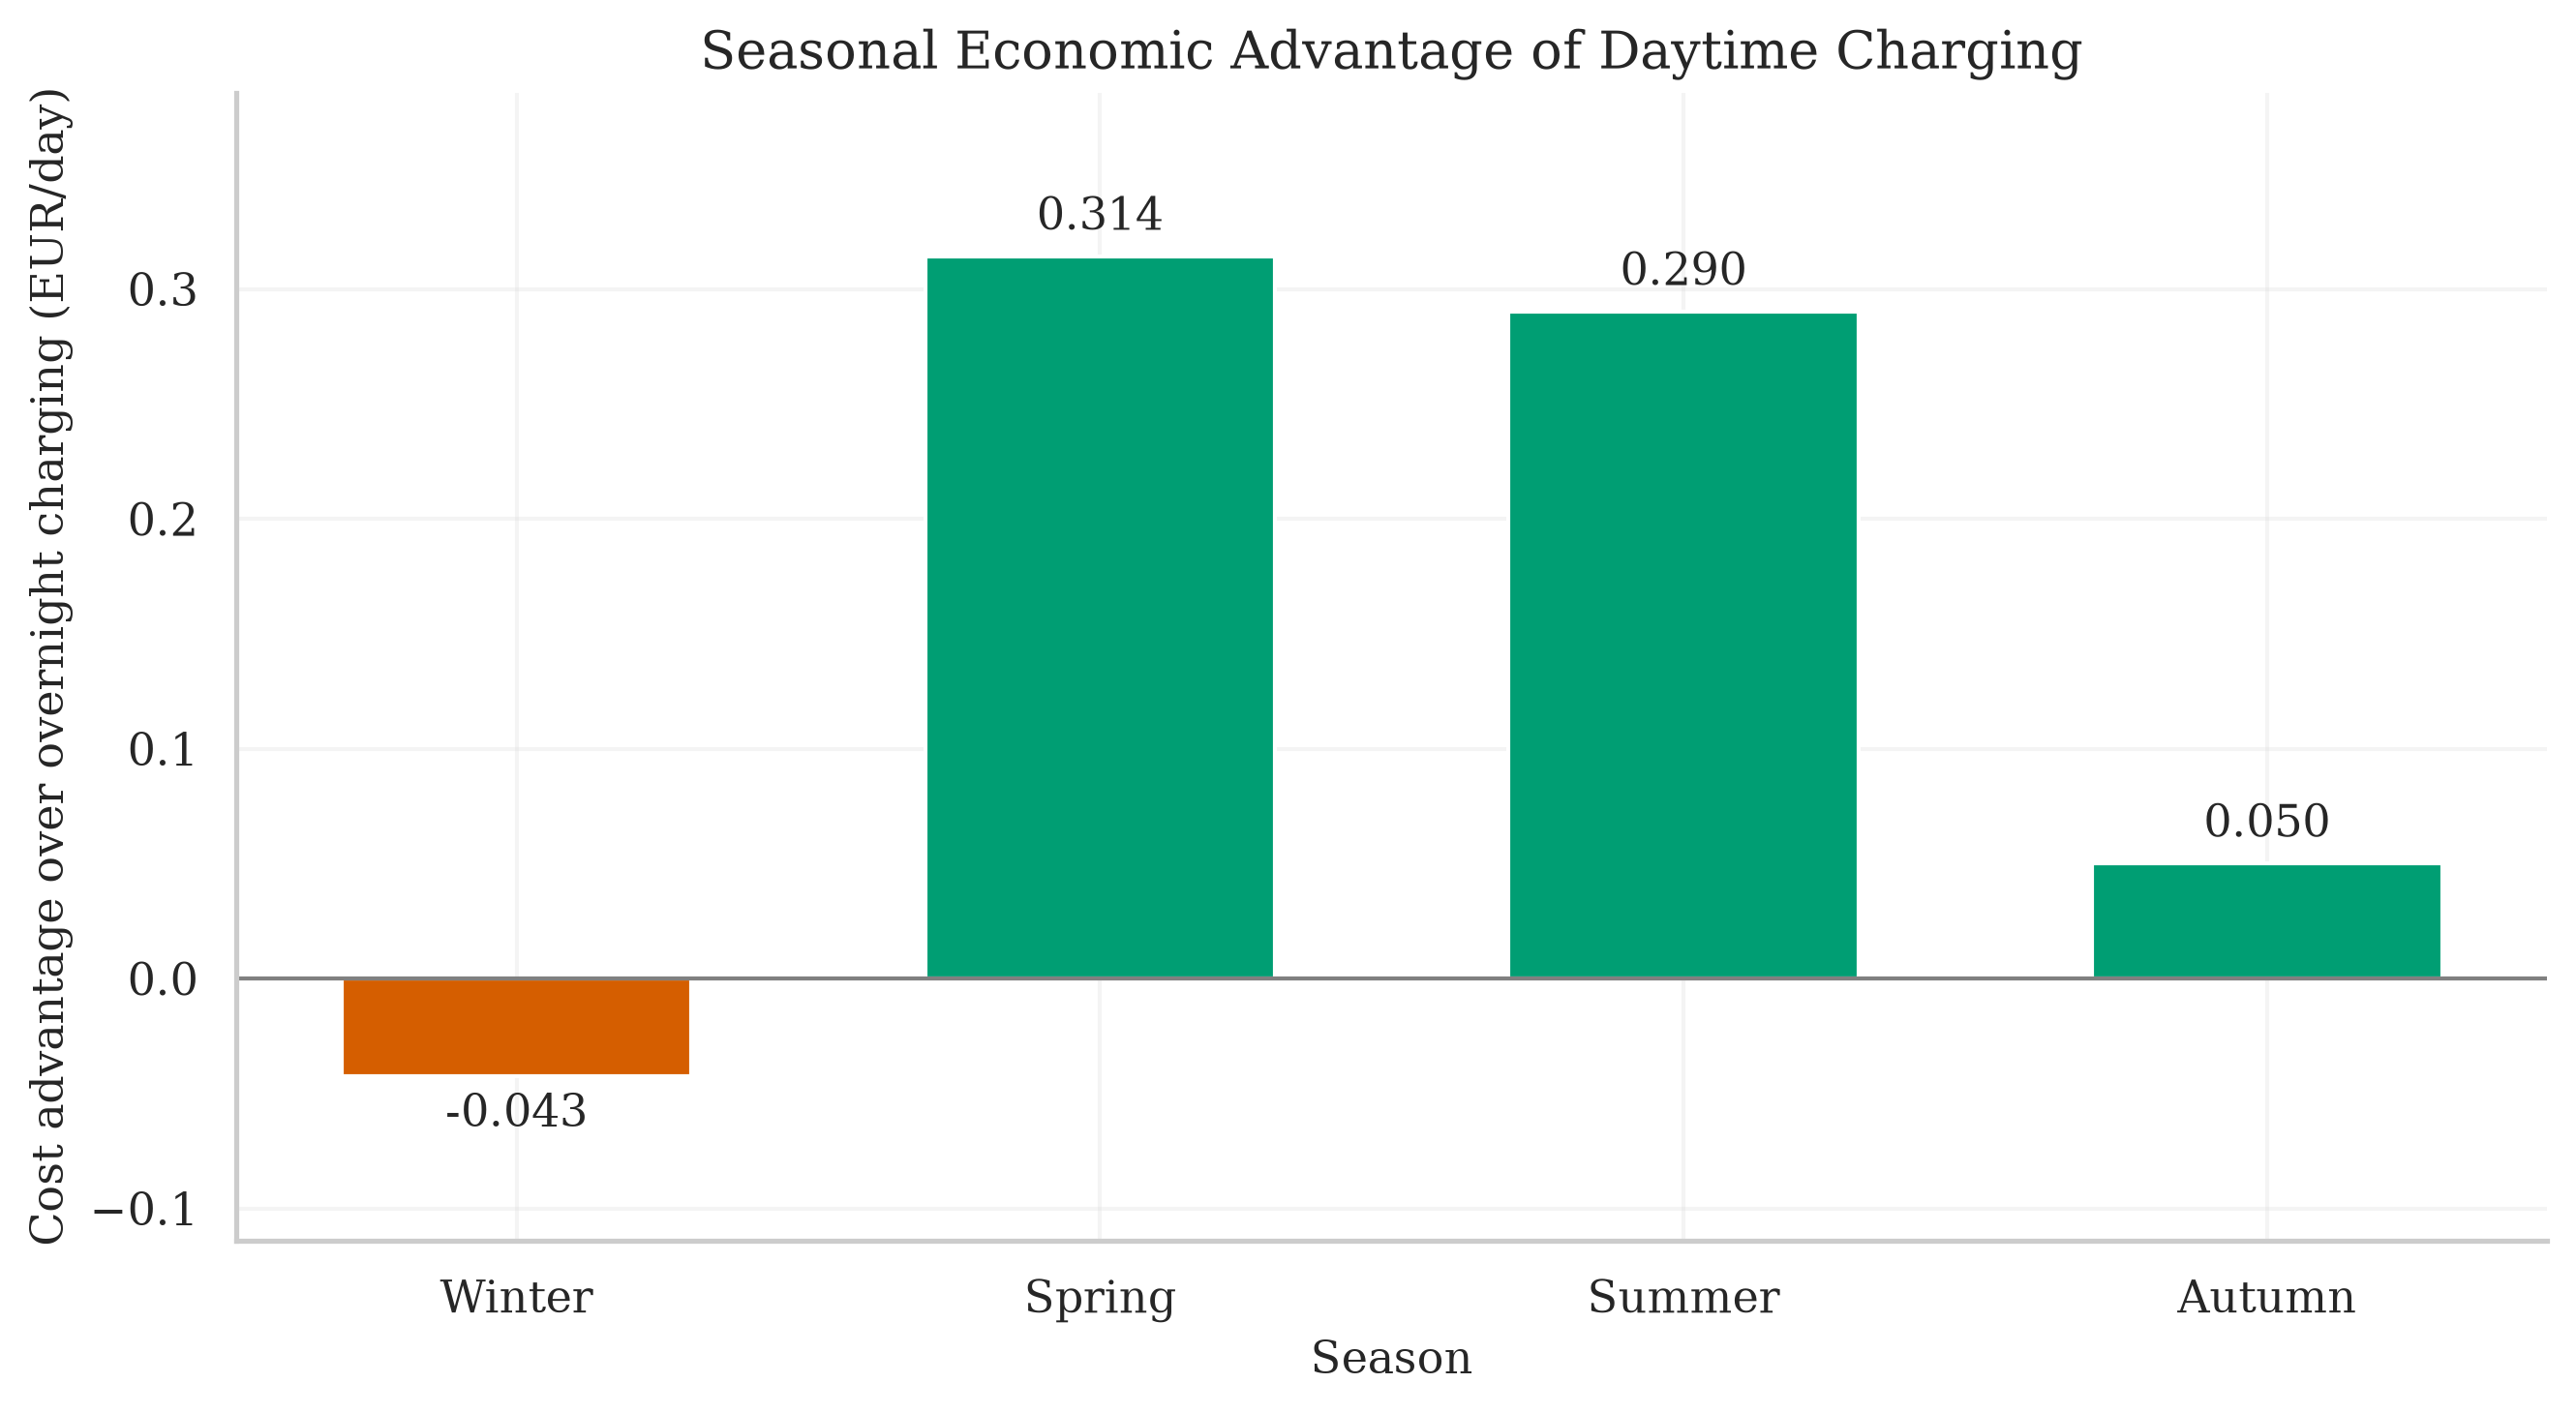 Seasonal Economic Advantage of Daytime Charging
Cost advantage over overnight charging (EUR/day)
0.3
0.2
0.1
0.0
−0.1
0.314
0.290
0.050
-0.043
Winter
Spring
Summer
Autumn
Season